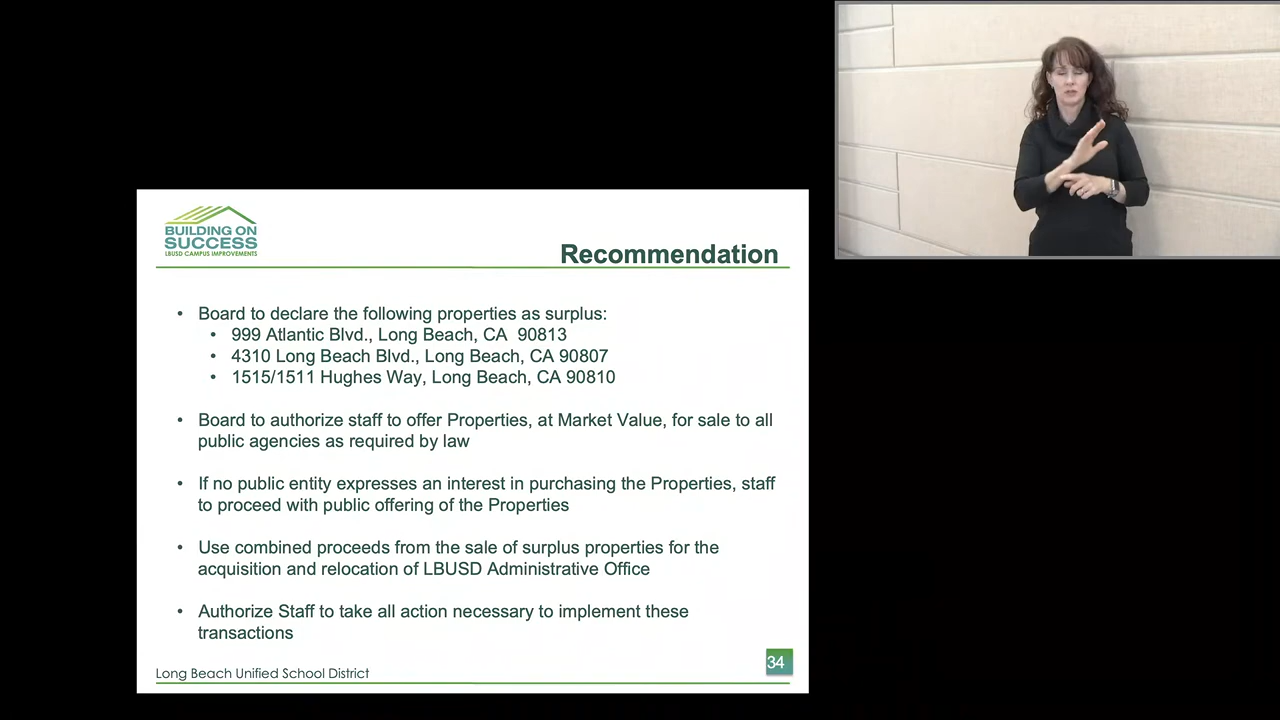 BUILDING ON
SUCCESS
LBUSD CAMPUS IMPROVEMENTS
Recommendation
• Board to declare the following properties as surplus:
• 999 Atlantic Blvd., Long Beach, CA 90813
• 4310 Long Beach Blvd., Long Beach, CA 90807
• 1515/1511 Hughes Way, Long Beach, CA 90810
• Board to authorize staff to offer Properties, at Market Value, for sale to all
public agencies as required by law
• If no public entity expresses an interest in purchasing the Properties, staff
to proceed with public offering of the Properties
• Use combined proceeds from the sale of surplus properties for the
acquisition and relocation of LBUSD Administrative Office
• Authorize Staff to take all action necessary to implement these
transactions
34
Long Beach Unified School District